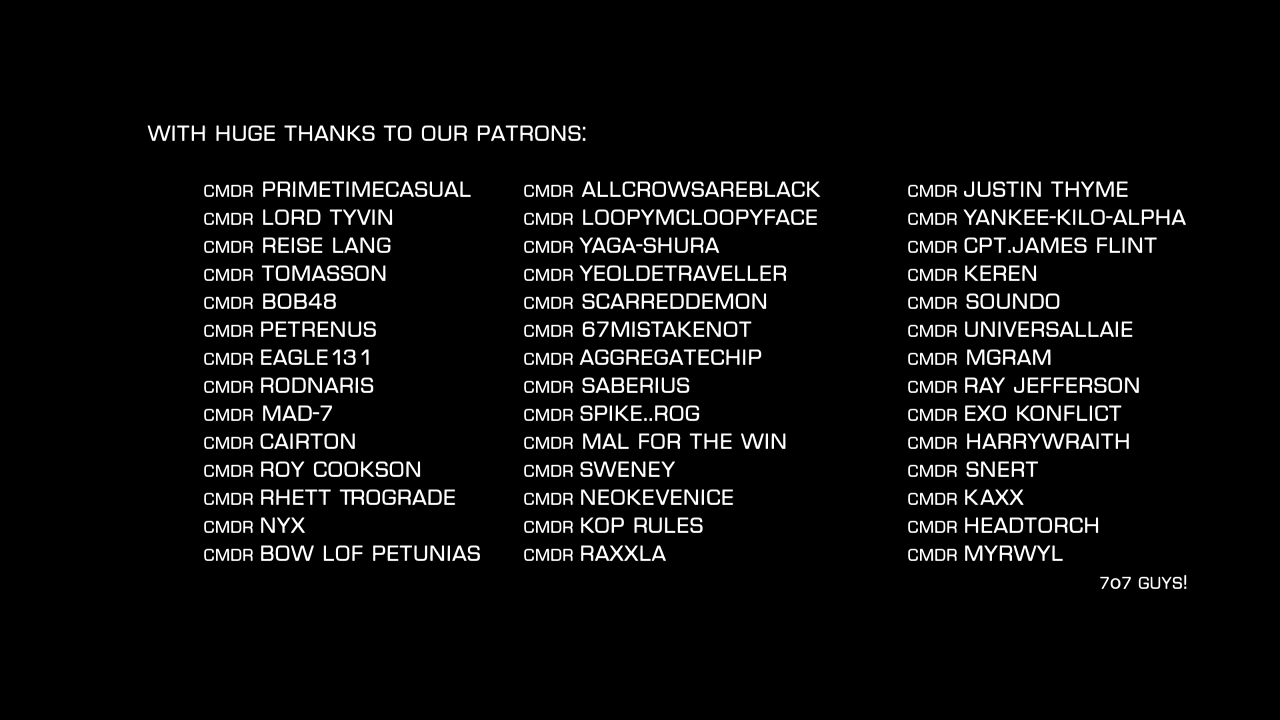 WITH HUGE THANKS TO OUR PATRONS:
CMDR PRIMETIMECASUAL
CMDR LORD TYVIN
CMDR REISE LANG
CMDR TOMASSON
CMDR BOB48
CMDR PETRENUS
CMDR EAGLE131
CMDR RODNARIS
CMDR MAD-7
CMDR CAIRTON
CMDR ROY COOKSON
CMDR RHETT TROGRADE
CMDR NYX
CMDR BOW LOF PETUNIAS
CMDR ALLCROWSAREBLACK
CMDR LOOPYMCLOOPYFACE
CMDR YAGA-SHURA
CMDR YEOLDETRAVELLER
CMDR SCARREDDEMON
CMDR 67MISTAKENOT
CMDR AGGREGATECHIP
CMDR SABERIUS
CMDR SPIKE..ROG
CMDR MAL FOR THE WIN
CMDR SWENEY
CMDR NEOKEVENICE
CMDR KOP RULES
CMDR RAXXLA
CMDR JUSTIN THYME
CMDR YANKEE-KILO-ALPHA
CMDR CPT.JAMES FLINT
CMDR KEREN
CMDR SOUNDO
CMDR UNIVERSALLAIE
CMDR MGRAM
CMDR RAY JEFFERSON
CMDR EXO KONFLICT
CMDR HARRYWRAITH
CMDR SNERT
CMDR KAXX
CMDR HEADTORCH
CMDR MYRWYL
7o7 GUYS!